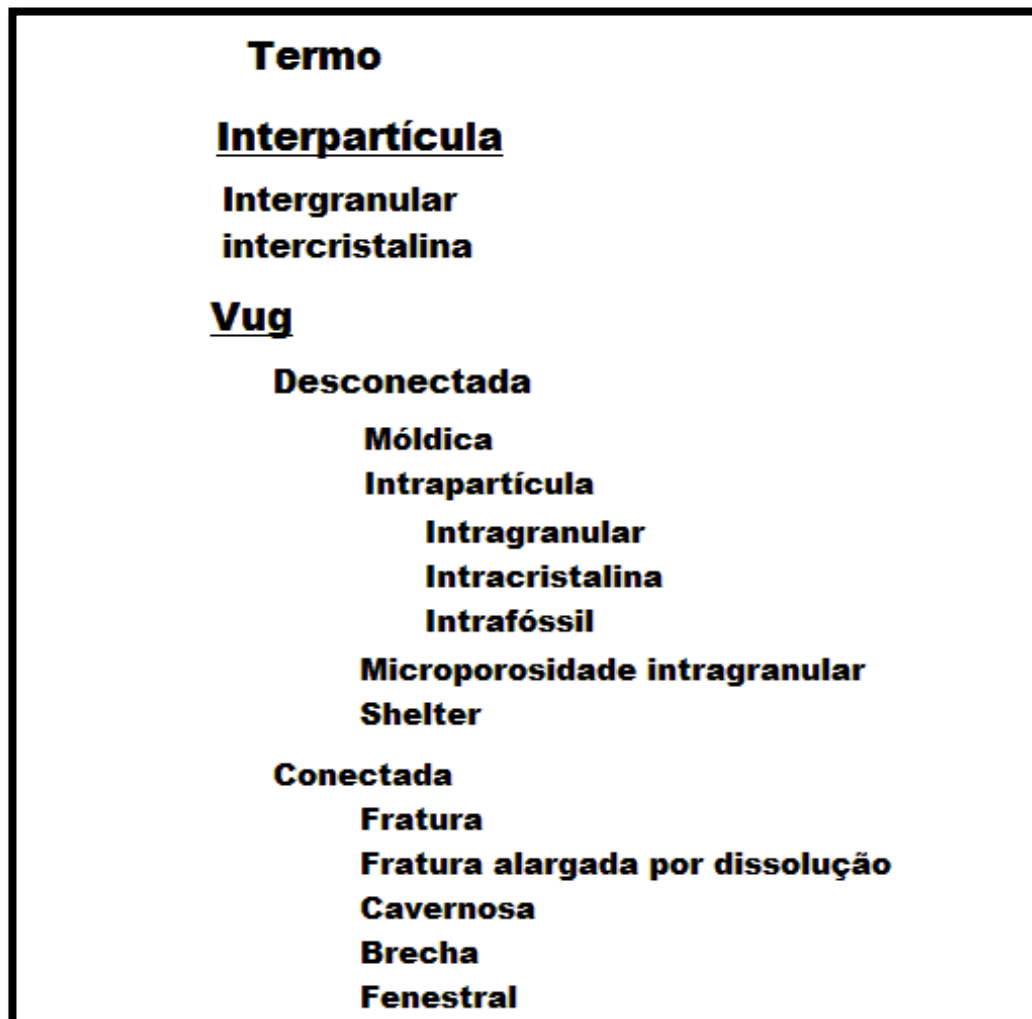 Termo
Interpartícula
Intergranular
intercristalina
Vug
Desconectada
Móldica
Intrapartícula
Intragranular
Intracristalina
Intrafóssil
Microporosidade intragranular
Shelter
Conectada
Fratura
Fratura alargada por dissolução
Cavernosa
Brecha
Fenestral